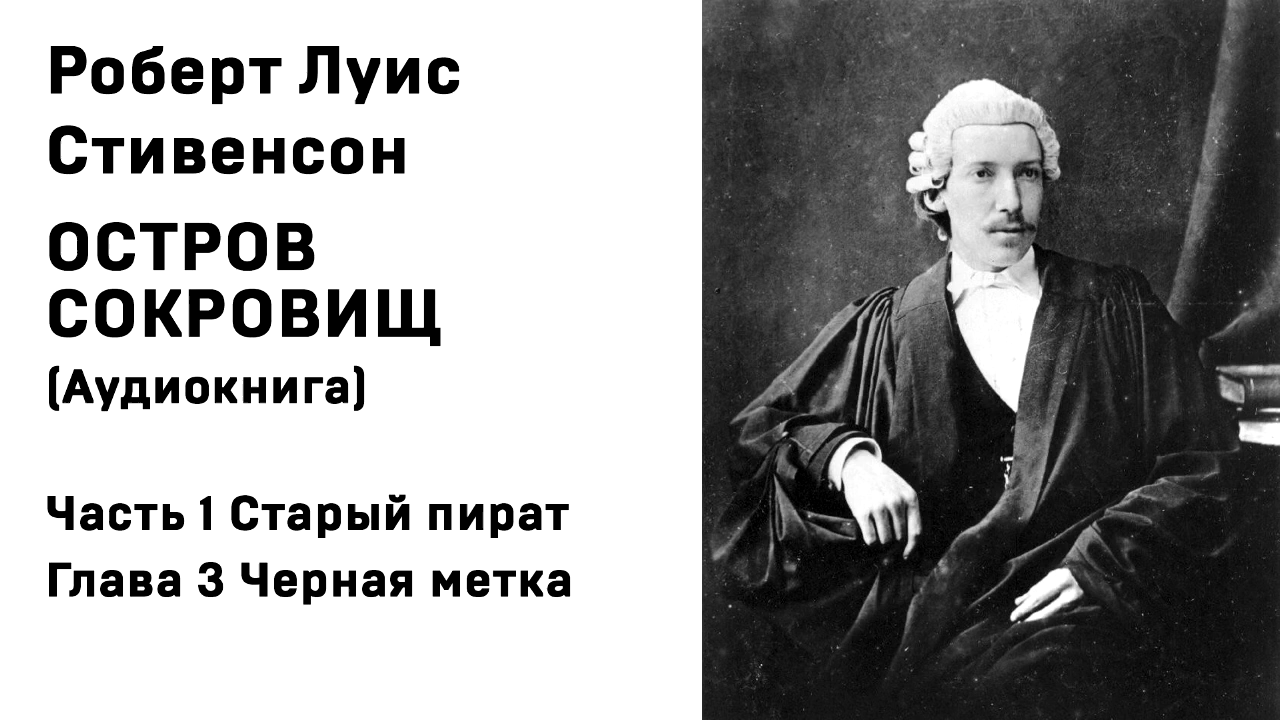 Роберт Луис
Стивенсон
ОСТРОВ
СОКРОВИЩ
(Аудиокнига)
Часть 1 Старый пират
Глава 3 Черная метка